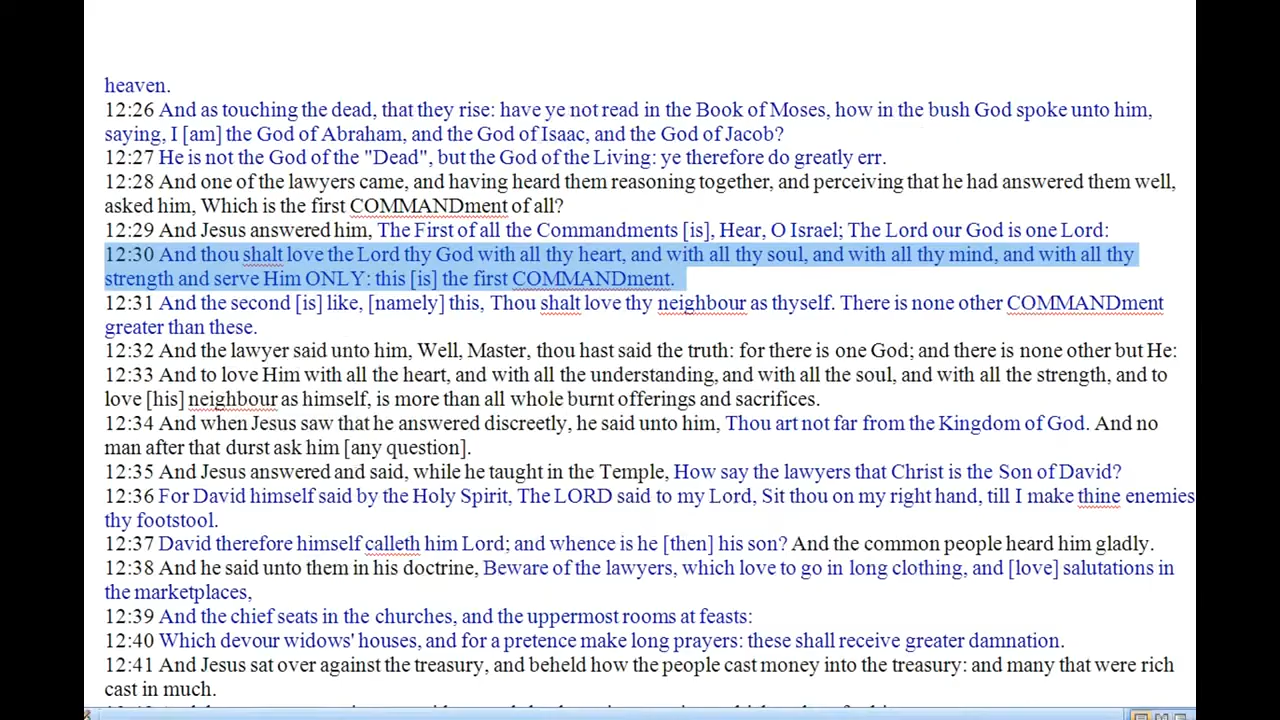 heaven.
12:26 And as touching the dead, that they rise: have ye not read in the Book of Moses, how in the bush God spoke unto him,
saying, I [am] the God of Abraham, and the God of Isaac, and the God of Jacob?
12:27 He is not the God of the "Dead", but the God of the Living: ye therefore do greatly err.
12:28 And one of the lawyers came, and having heard them reasoning together, and perceiving that he had answered them well,
asked him, Which is the first COMMANDment of all?
12:29 And Jesus answered him, The First of all the Commandments [is], Hear, O Israel; The Lord our God is one Lord:
12:30 And thou shalt love the Lord thy God with all thy heart, and with all thy soul, and with all thy mind, and with all thy
strength and serve Him ONLY: this [is] the first COMMANDment.
12:31 And the second [is] like, [namely] this, Thou shalt love thy neighbour as thyself. There is none other COMMANDment
greater than these.
12:32 And the lawyer said unto him, Well, Master, thou hast said the truth: for there is one God; and there is none other but He:
12:33 And to love Him with all the heart, and with all the understanding, and with all the soul, and with all the strength, and to
love [his] neighbour as himself, is more than all whole burnt offerings and sacrifices.
12:34 And when Jesus saw that he answered discreetly, he said unto him, Thou art not far from the Kingdom of God. And no
man after that durst ask him [any question].
12:35 And Jesus answered and said, while he taught in the Temple, How say the lawyers that Christ is the Son of David?
12:36 For David himself said by the Holy Spirit, The LORD said to my Lord, Sit thou on my right hand, till I make thine enemies
thy footstool.
12:37 David therefore himself calleth him Lord; and whence is he [then] his son? And the common people heard him gladly.
12:38 And he said unto them in his doctrine, Beware of the lawyers, which love to go in long clothing, and [love] salutations in
the marketplaces,
12:39 And the chief seats in the churches, and the uppermost rooms at feasts:
12:40 Which devour widows' houses, and for a pretence make long prayers: these shall receive greater damnation.
12:41 And Jesus sat over against the treasury, and beheld how the people cast money into the treasury: and many that were rich
cast in much.